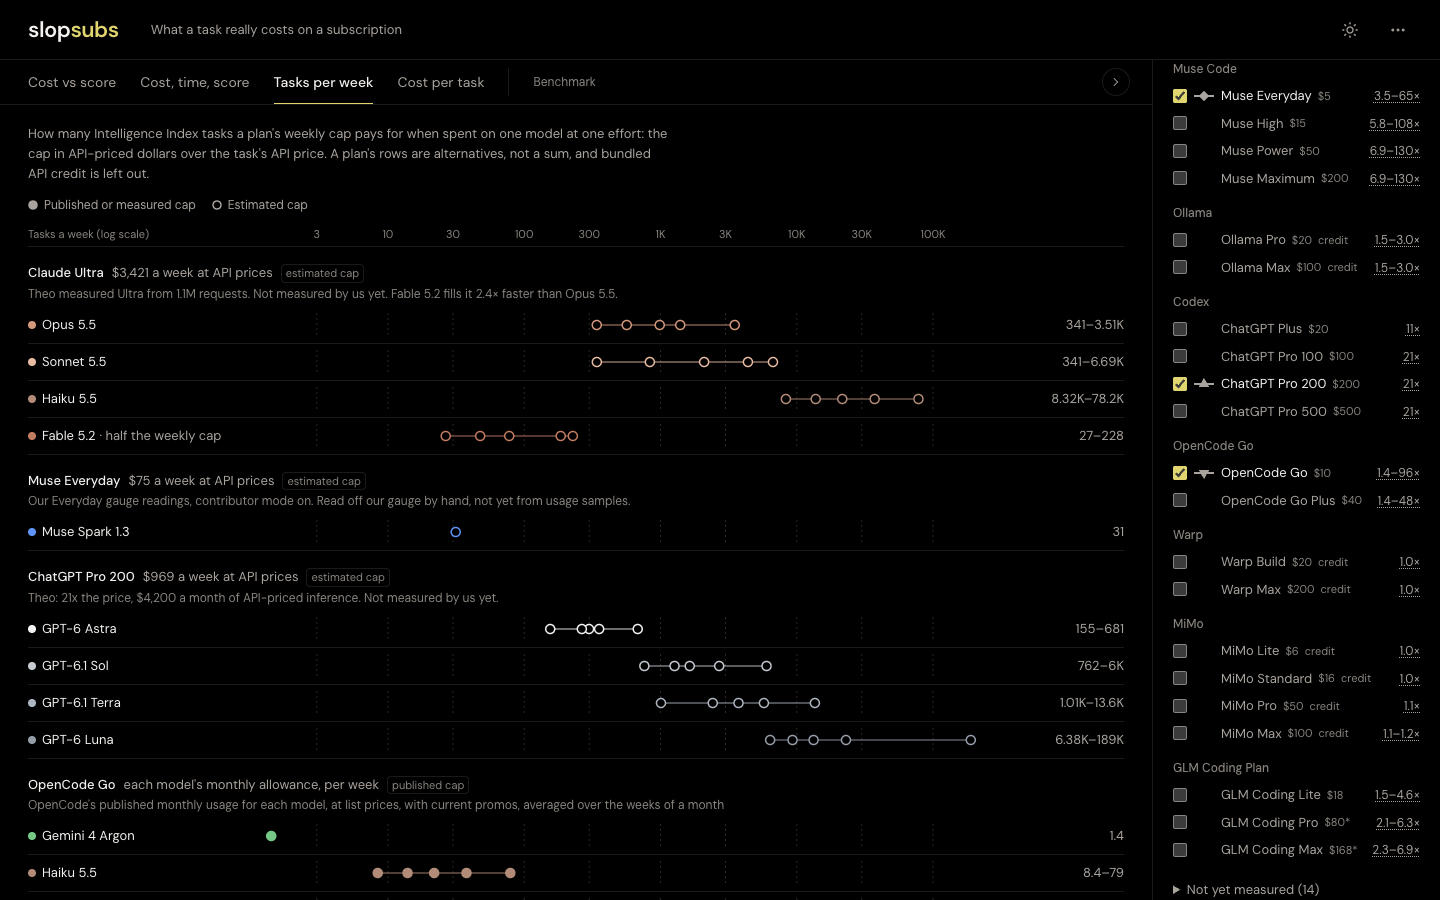 slopsubs
What a task really costs on a subscription
Cost vs score
Cost, time, score
Tasks per week
Cost per task
Benchmark
How many Intelligence Index tasks a plan's weekly cap pays for when spent on one model at one effort: the
cap in API-priced dollars over the task's API price. A plan's rows are alternatives, not a sum, and bundled
API credit is left out.
Published or measured cap
Estimated cap
Tasks a week (log scale) 3 10 30 100 300 1K 3K 10K 30K 100K
Claude Ultra $3,421 a week at API prices estimated cap
Theo measured Ultra from 1.1M requests. Not measured by us yet. Fable 5.2 fills it 2.4× faster than Opus 5.5.
Opus 5.5 341–3.51K
Sonnet 5.5 341–6.69K
Haiku 5.5 8.32K–78.2K
Fable 5.2 · half the weekly cap 27–228
Muse Everyday $75 a week at API prices estimated cap
Our Everyday gauge readings, contributor mode on. Read off our gauge by hand, not yet from usage samples.
Muse Spark 1.3 31
ChatGPT Pro 200 $969 a week at API prices estimated cap
Theo: 21x the price, $4,200 a month of API-priced inference. Not measured by us yet.
GPT-6 Astra 155–681
GPT-6.1 Sol 762–6K
GPT-6.1 Terra 1.01K–13.6K
GPT-6 Luna 6.38K–189K
OpenCode Go each model's monthly allowance, per week published cap
OpenCode's published monthly usage for each model, at list prices, with current promos, averaged over the weeks of a month
Gemini 4 Argon 1.4
Haiku 5.5 8.4–79
Muse Code
Muse Everyday $5 3.5–65×
Muse High $15 5.8–108×
Muse Power $50 6.9–130×
Muse Maximum $200 6.9–130×
Ollama
Ollama Pro $20 credit 1.5–3.0×
Ollama Max $100 credit 1.5–3.0×
Codex
ChatGPT Plus $20 11×
ChatGPT Pro 100 $100 21×
ChatGPT Pro 200 $200 21×
ChatGPT Pro 500 $500 21×
OpenCode Go
OpenCode Go $10 1.4–96×
OpenCode Go Plus $40 1.4–48×
Warp
Warp Build $20 credit 1.0×
Warp Max $200 credit 1.0×
MiMo
MiMo Lite $6 credit 1.0×
MiMo Standard $16 credit 1.0×
MiMo Pro $50 credit 1.1×
MiMo Max $100 credit 1.1–1.2×
GLM Coding Plan
GLM Coding Lite $18 1.5–4.6×
GLM Coding Pro $80* 2.1–6.3×
GLM Coding Max $168* 2.3–6.9×
Not yet measured (14)